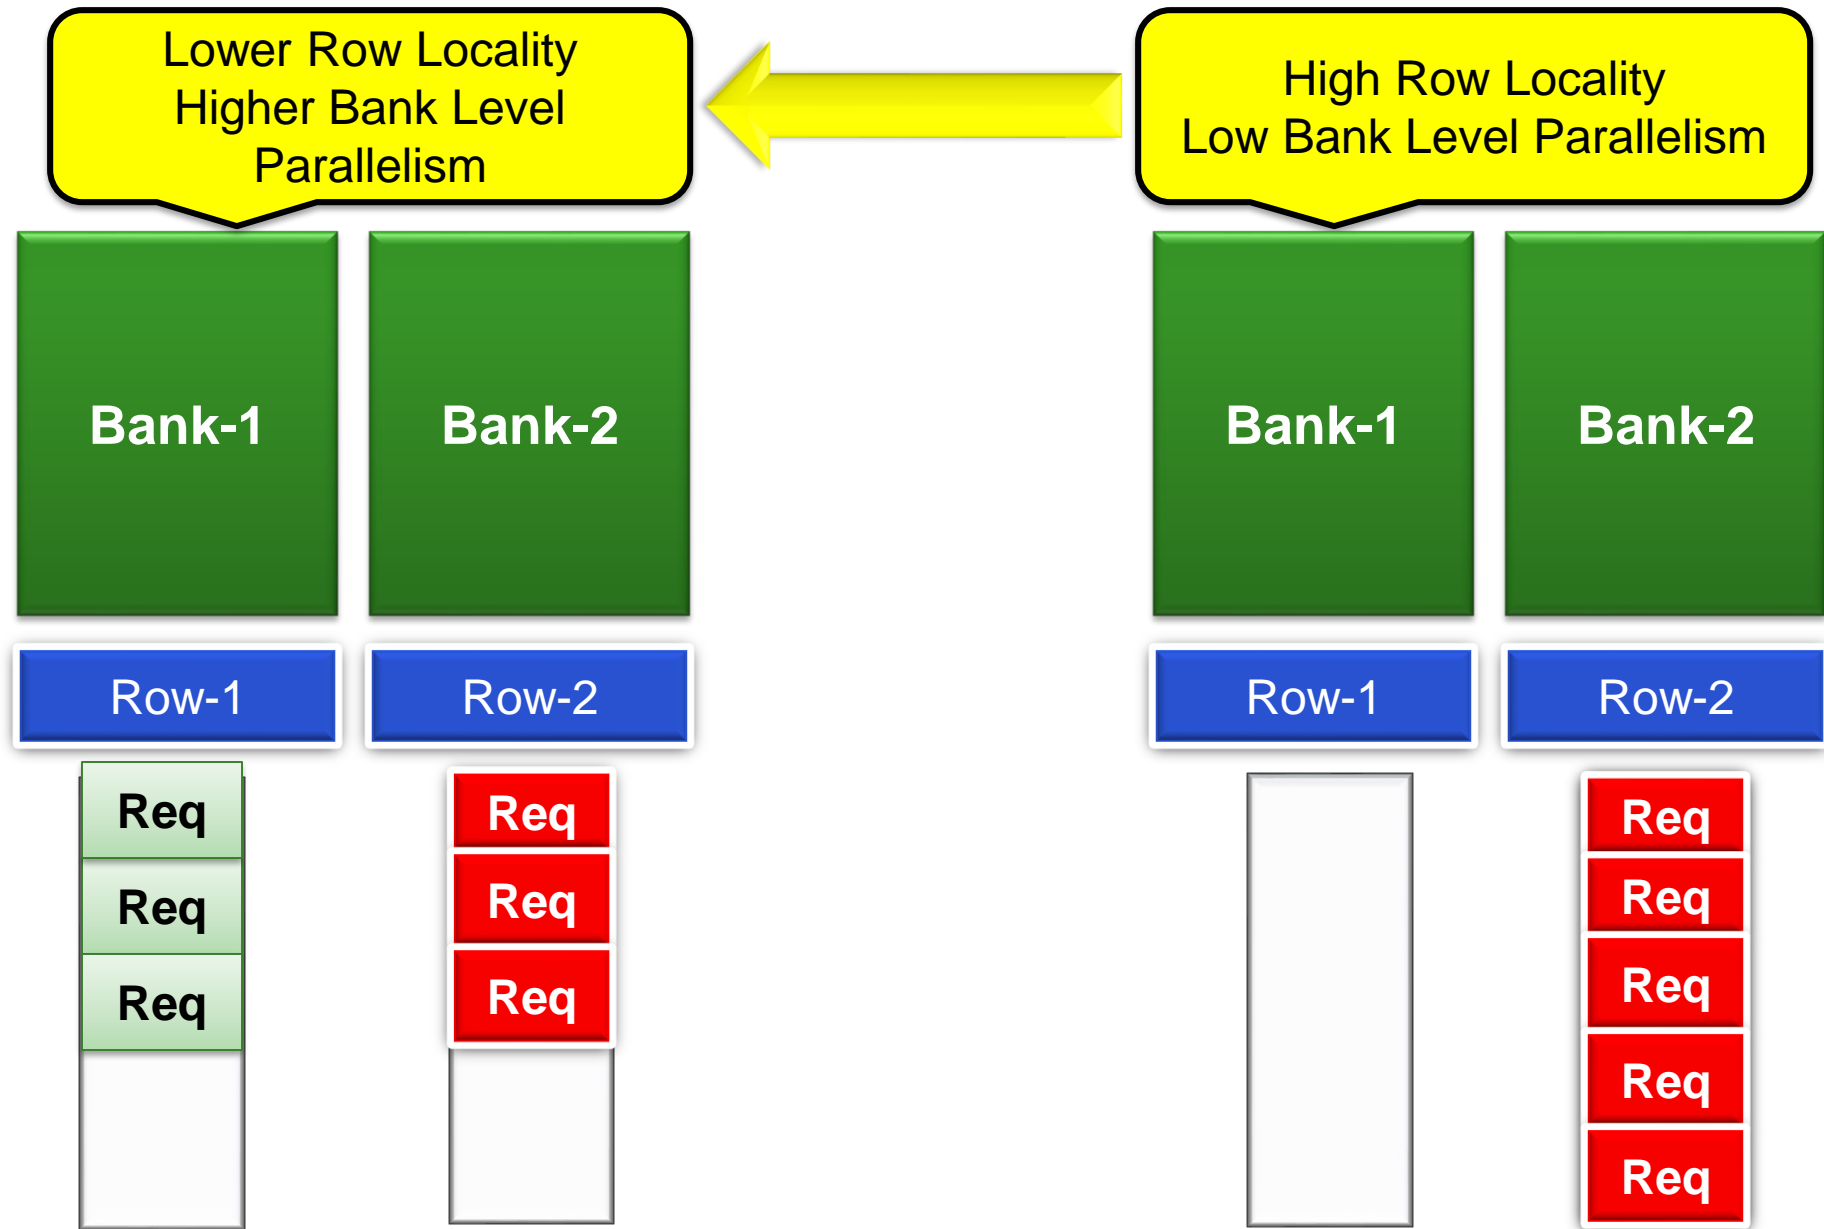 Lower Row Locality
Higher Bank Level
Parallelism
High Row Locality
Low Bank Level Parallelism
Bank-1
Bank-2
Bank-1
Bank-2
Row-1
Row-2
Row-1
Row-2
Req
Req
Req
Req
Req
Req
Req
Req
Req
Req
Req